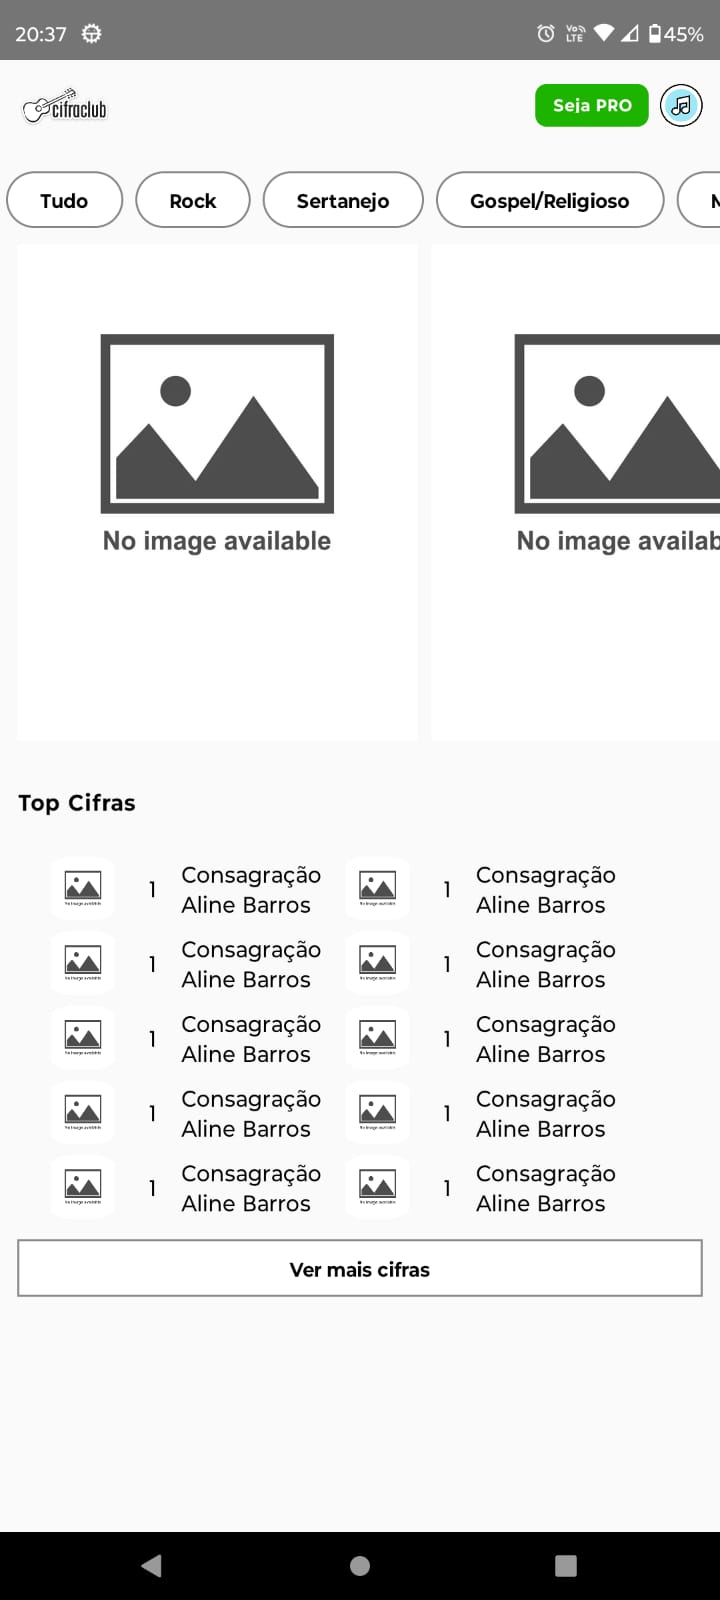 20:37 Vo LTE 45%
cifraclub Seja PRO
Tudo Rock Sertanejo Gospel/Religioso
No image available No image availab
Top Cifras
1 Consagração 1 Consagração
Aline Barros Aline Barros
1 Consagração 1 Consagração
Aline Barros Aline Barros
1 Consagração 1 Consagração
Aline Barros Aline Barros
1 Consagração 1 Consagração
Aline Barros Aline Barros
1 Consagração 1 Consagração
Aline Barros Aline Barros
Ver mais cifras